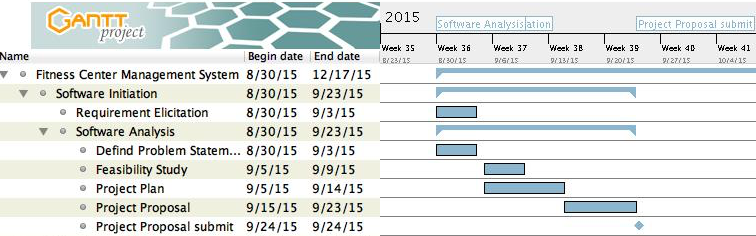 GANTT
project
2015
Software Analysisation
Project Proposal submit
Name
Begin date
End date
Week 35
Week 36
Week 37
Week 38
Week 39
Week 40
Week 41
8/23/15
8/30/15
9/6/15
9/13/15
9/20/15
9/27/15
10/4/15
Fitness Center Management System 8/30/15 12/17/15
Software Initiation 8/30/15 9/23/15
Requirement Elicitation 8/30/15 9/3/15
Software Analysis 8/30/15 9/23/15
Defind Problem Statem... 8/30/15 9/3/15
Feasibility Study 9/5/15 9/9/15
Project Plan 9/5/15 9/14/15
Project Proposal 9/15/15 9/23/15
Project Proposal submit 9/24/15 9/24/15